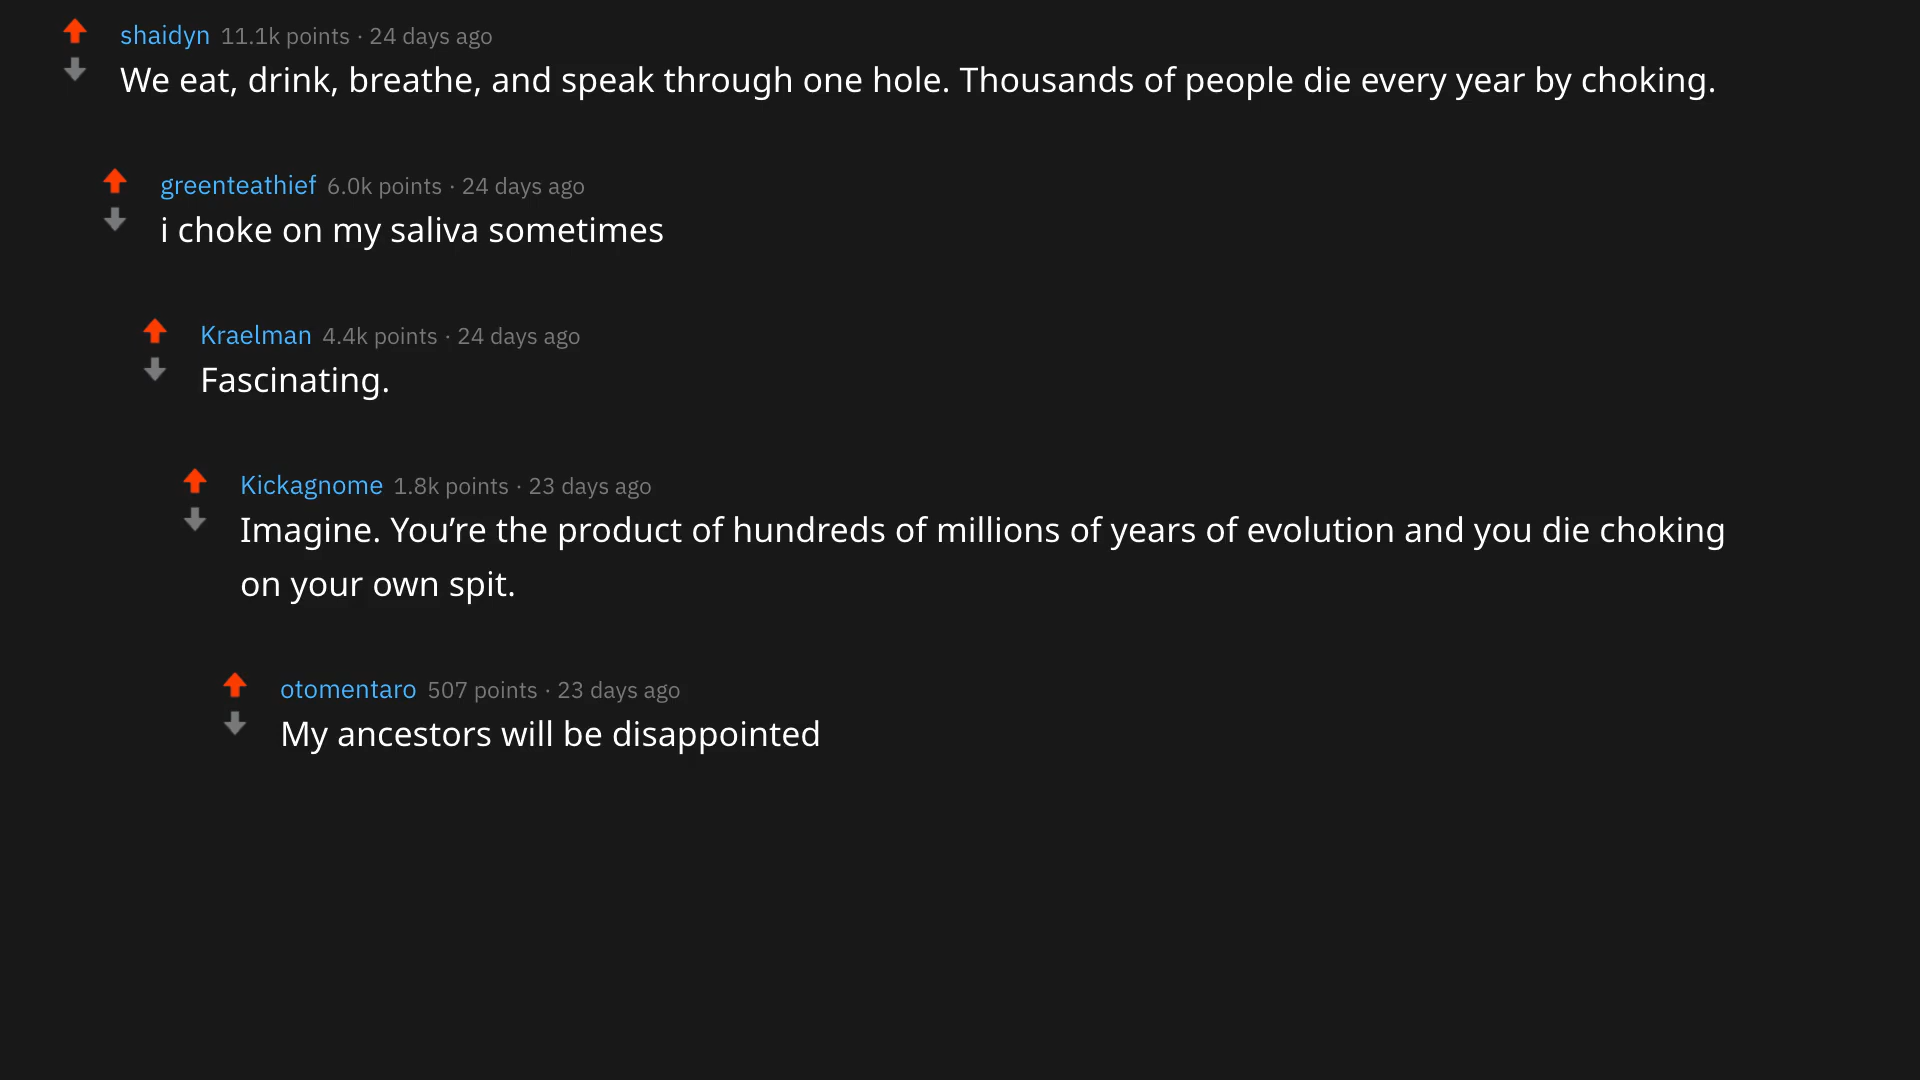 shaidyn 11.1k points · 24 days ago
We eat, drink, breathe, and speak through one hole. Thousands of people die every year by choking.
greenteathief 6.0k points · 24 days ago
i choke on my saliva sometimes
Kraelman 4.4k points · 24 days ago
Fascinating.
Kickagnome 1.8k points · 23 days ago
Imagine. You’re the product of hundreds of millions of years of evolution and you die choking
on your own spit.
otomentaro 507 points · 23 days ago
My ancestors will be disappointed